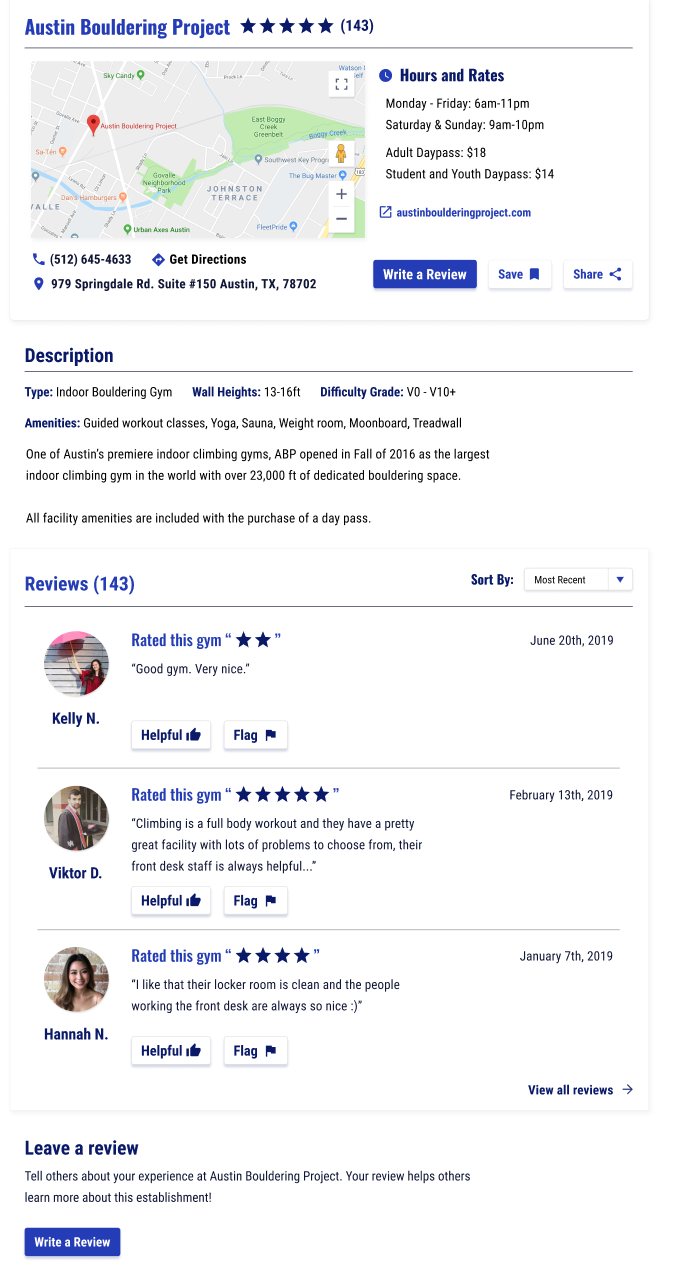 Austin Bouldering Project ★★★★★ (143)
Sky Candy
Watson
Self
Austin Bouldering Project
East Boggy
Creek
Greenbelt
Boggy Creek
Sa-Tén
Southwest Key Progr
Govalle
Neighborhood
Park
The Bug Master
183
JOHNSTON
TERRACE
Dan's Hamburgers
VALLE
Urban Axes Austin
FleetPride
+
−
Hours and Rates
Monday - Friday: 6am-11pm
Saturday & Sunday: 9am-10pm
Adult Daypass: $18
Student and Youth Daypass: $14
austinboulderingproject.com
(512) 645-4633 Get Directions
979 Springdale Rd. Suite #150 Austin, TX, 78702
Write a Review Save Share
Description
Type: Indoor Bouldering Gym Wall Heights: 13-16ft Difficulty Grade: V0 - V10+
Amenities: Guided workout classes, Yoga, Sauna, Weight room, Moonboard, Treadwall
One of Austin's premiere indoor climbing gyms, ABP opened in Fall of 2016 as the largest
indoor climbing gym in the world with over 23,000 ft of dedicated bouldering space.
All facility amenities are included with the purchase of a day pass.
Reviews (143) Sort By: Most Recent
Rated this gym “ ★★ ” June 20th, 2019
“Good gym. Very nice.”
Kelly N.
Helpful Flag
Rated this gym “ ★★★★★ ” February 13th, 2019
“Climbing is a full body workout and they have a pretty
great facility with lots of problems to choose from, their
front desk staff is always helpful...”
Viktor D.
Helpful Flag
Rated this gym “ ★★★★ ” January 7th, 2019
“I like that their locker room is clean and the people
working the front desk are always so nice :)”
Hannah N.
Helpful Flag
View all reviews →
Leave a review
Tell others about your experience at Austin Bouldering Project. Your review helps others
learn more about this establishment!
Write a Review